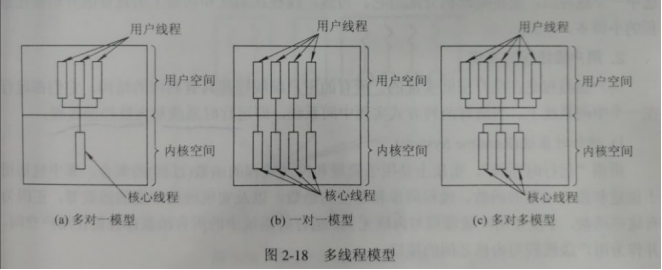 用户线程
用户空间
内核空间
核心线程
(a) 多对一模型
用户线程
用户空间
内核空间
核心线程
(b) 一对一模型
用户线程
用户空间
内核空间
核心线程
(c) 多对多模型
图 2-18 多线程模型